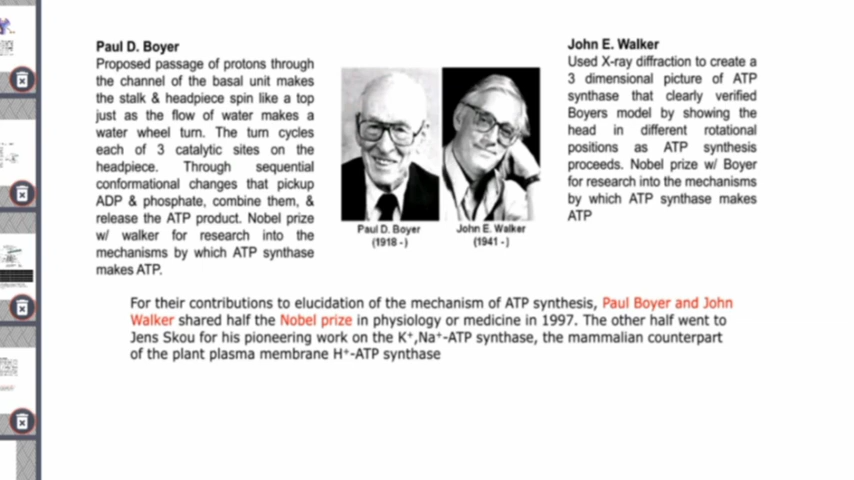 Paul D. Boyer
Proposed passage of protons through
the channel of the basal unit makes
the stalk & headpiece spin like a top
just as the flow of water makes a
water wheel turn. The turn cycles
each of 3 catalytic sites on the
headpiece. Through sequential
conformational changes that pickup
ADP & phosphate, combine them, &
release the ATP product. Nobel prize
w/ walker for research into the
mechanisms by which ATP synthase
makes ATP.
Paul D. Boyer
(1918 -)
John E. Walker
(1941 -)
John E. Walker
Used X-ray diffraction to create a
3 dimensional picture of ATP
synthase that clearly verified
Boyers model by showing the
head in different rotational
positions as ATP synthesis
proceeds. Nobel prize w/ Boyer
for research into the mechanisms
by which ATP synthase makes
ATP
For their contributions to elucidation of the mechanism of ATP synthesis, Paul Boyer and John
Walker shared half the Nobel prize in physiology or medicine in 1997. The other half went to
Jens Skou for his pioneering work on the K⁺,Na⁺-ATP synthase, the mammalian counterpart
of the plant plasma membrane H⁺-ATP synthase